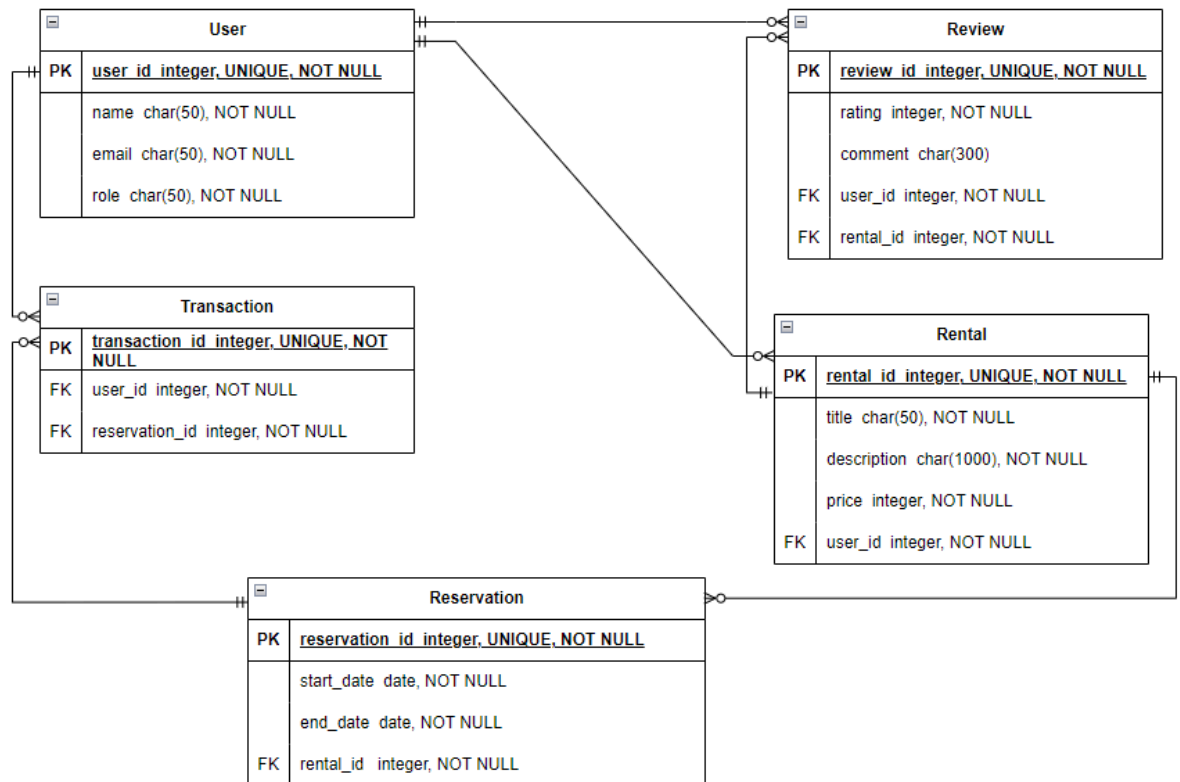 User
PK user_id integer, UNIQUE, NOT NULL
name char(50), NOT NULL
email char(50), NOT NULL
role char(50), NOT NULL
Review
PK review_id integer, UNIQUE, NOT NULL
rating integer, NOT NULL
comment char(300)
FK user_id integer, NOT NULL
FK rental_id integer, NOT NULL
Transaction
PK transaction_id integer, UNIQUE, NOT
NULL
FK user_id integer, NOT NULL
FK reservation_id integer, NOT NULL
Rental
PK rental_id integer, UNIQUE, NOT NULL
title char(50), NOT NULL
description char(1000), NOT NULL
price integer, NOT NULL
FK user_id integer, NOT NULL
Reservation
PK reservation_id integer, UNIQUE, NOT NULL
start_date date, NOT NULL
end_date date, NOT NULL
FK rental_id integer, NOT NULL